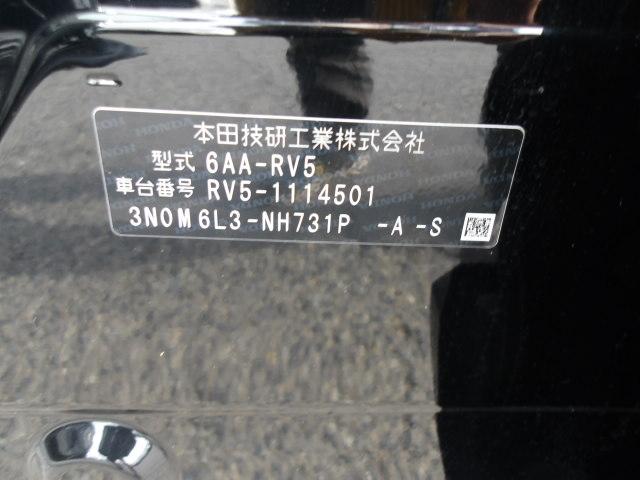 本田技研工業株式会社
型式 6AA-RV5
車台番号 RV5-1114501
3N0M6L3-NH731P -A -S